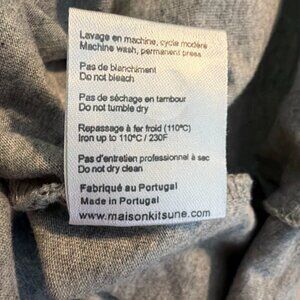 Lavage en machine, cycle modéré
Machine wash, permanent press
Pas de blanchiment
Do not bleach
Pas de séchage en tambour
Do not tumble dry
Repassage à fer froid (110°C)
Iron up to 110°C / 230F
Pas d'entretien professionnel à sec
Do not dry clean
Fabriqué au Portugal
Made in Portugal
www.maisonkitsune.com